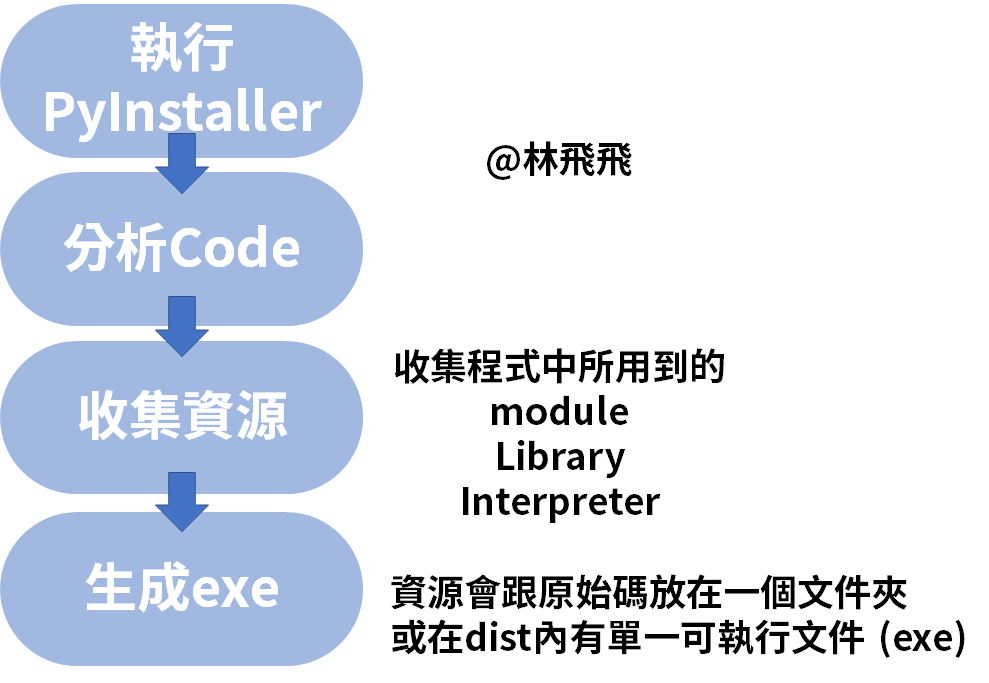 執行
PyInstaller
@林飛飛
分析Code
收集資源
收集程式中所用到的
module
Library
Interpreter
生成exe
資源會跟原始碼放在一個文件夾
或在dist內有單一可執行文件 (exe)